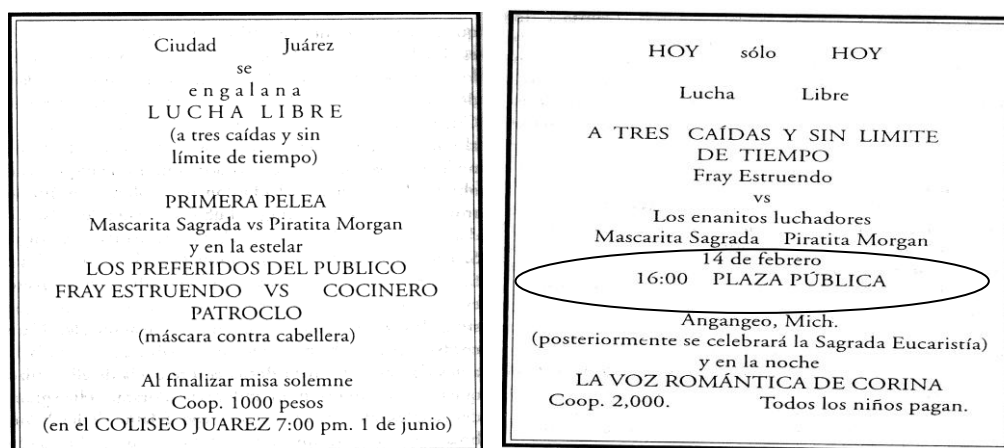 Ciudad Juárez
se
engalana
LUCHA LIBRE
(a tres caídas y sin
límite de tiempo)
PRIMERA PELEA
Mascarita Sagrada vs Piratita Morgan
y en la estelar
LOS PREFERIDOS DEL PUBLICO
FRAY ESTRUENDO VS COCINERO
PATROCLO
(máscara contra cabellera)
Al finalizar misa solemne
Coop. 1000 pesos
(en el COLISEO JUAREZ 7:00 pm. 1 de junio)
HOY sólo HOY
Lucha Libre
A TRES CAÍDAS Y SIN LIMITE
DE TIEMPO
Fray Estruendo
vs
Los enanitos luchadores
Mascarita Sagrada Piratita Morgan
14 de febrero
16:00 PLAZA PÚBLICA
Angangeo, Mich.
(posteriormente se celebrará la Sagrada Eucaristía)
y en la noche
LA VOZ ROMÁNTICA DE CORINA
Coop. 2,000. Todos los niños pagan.